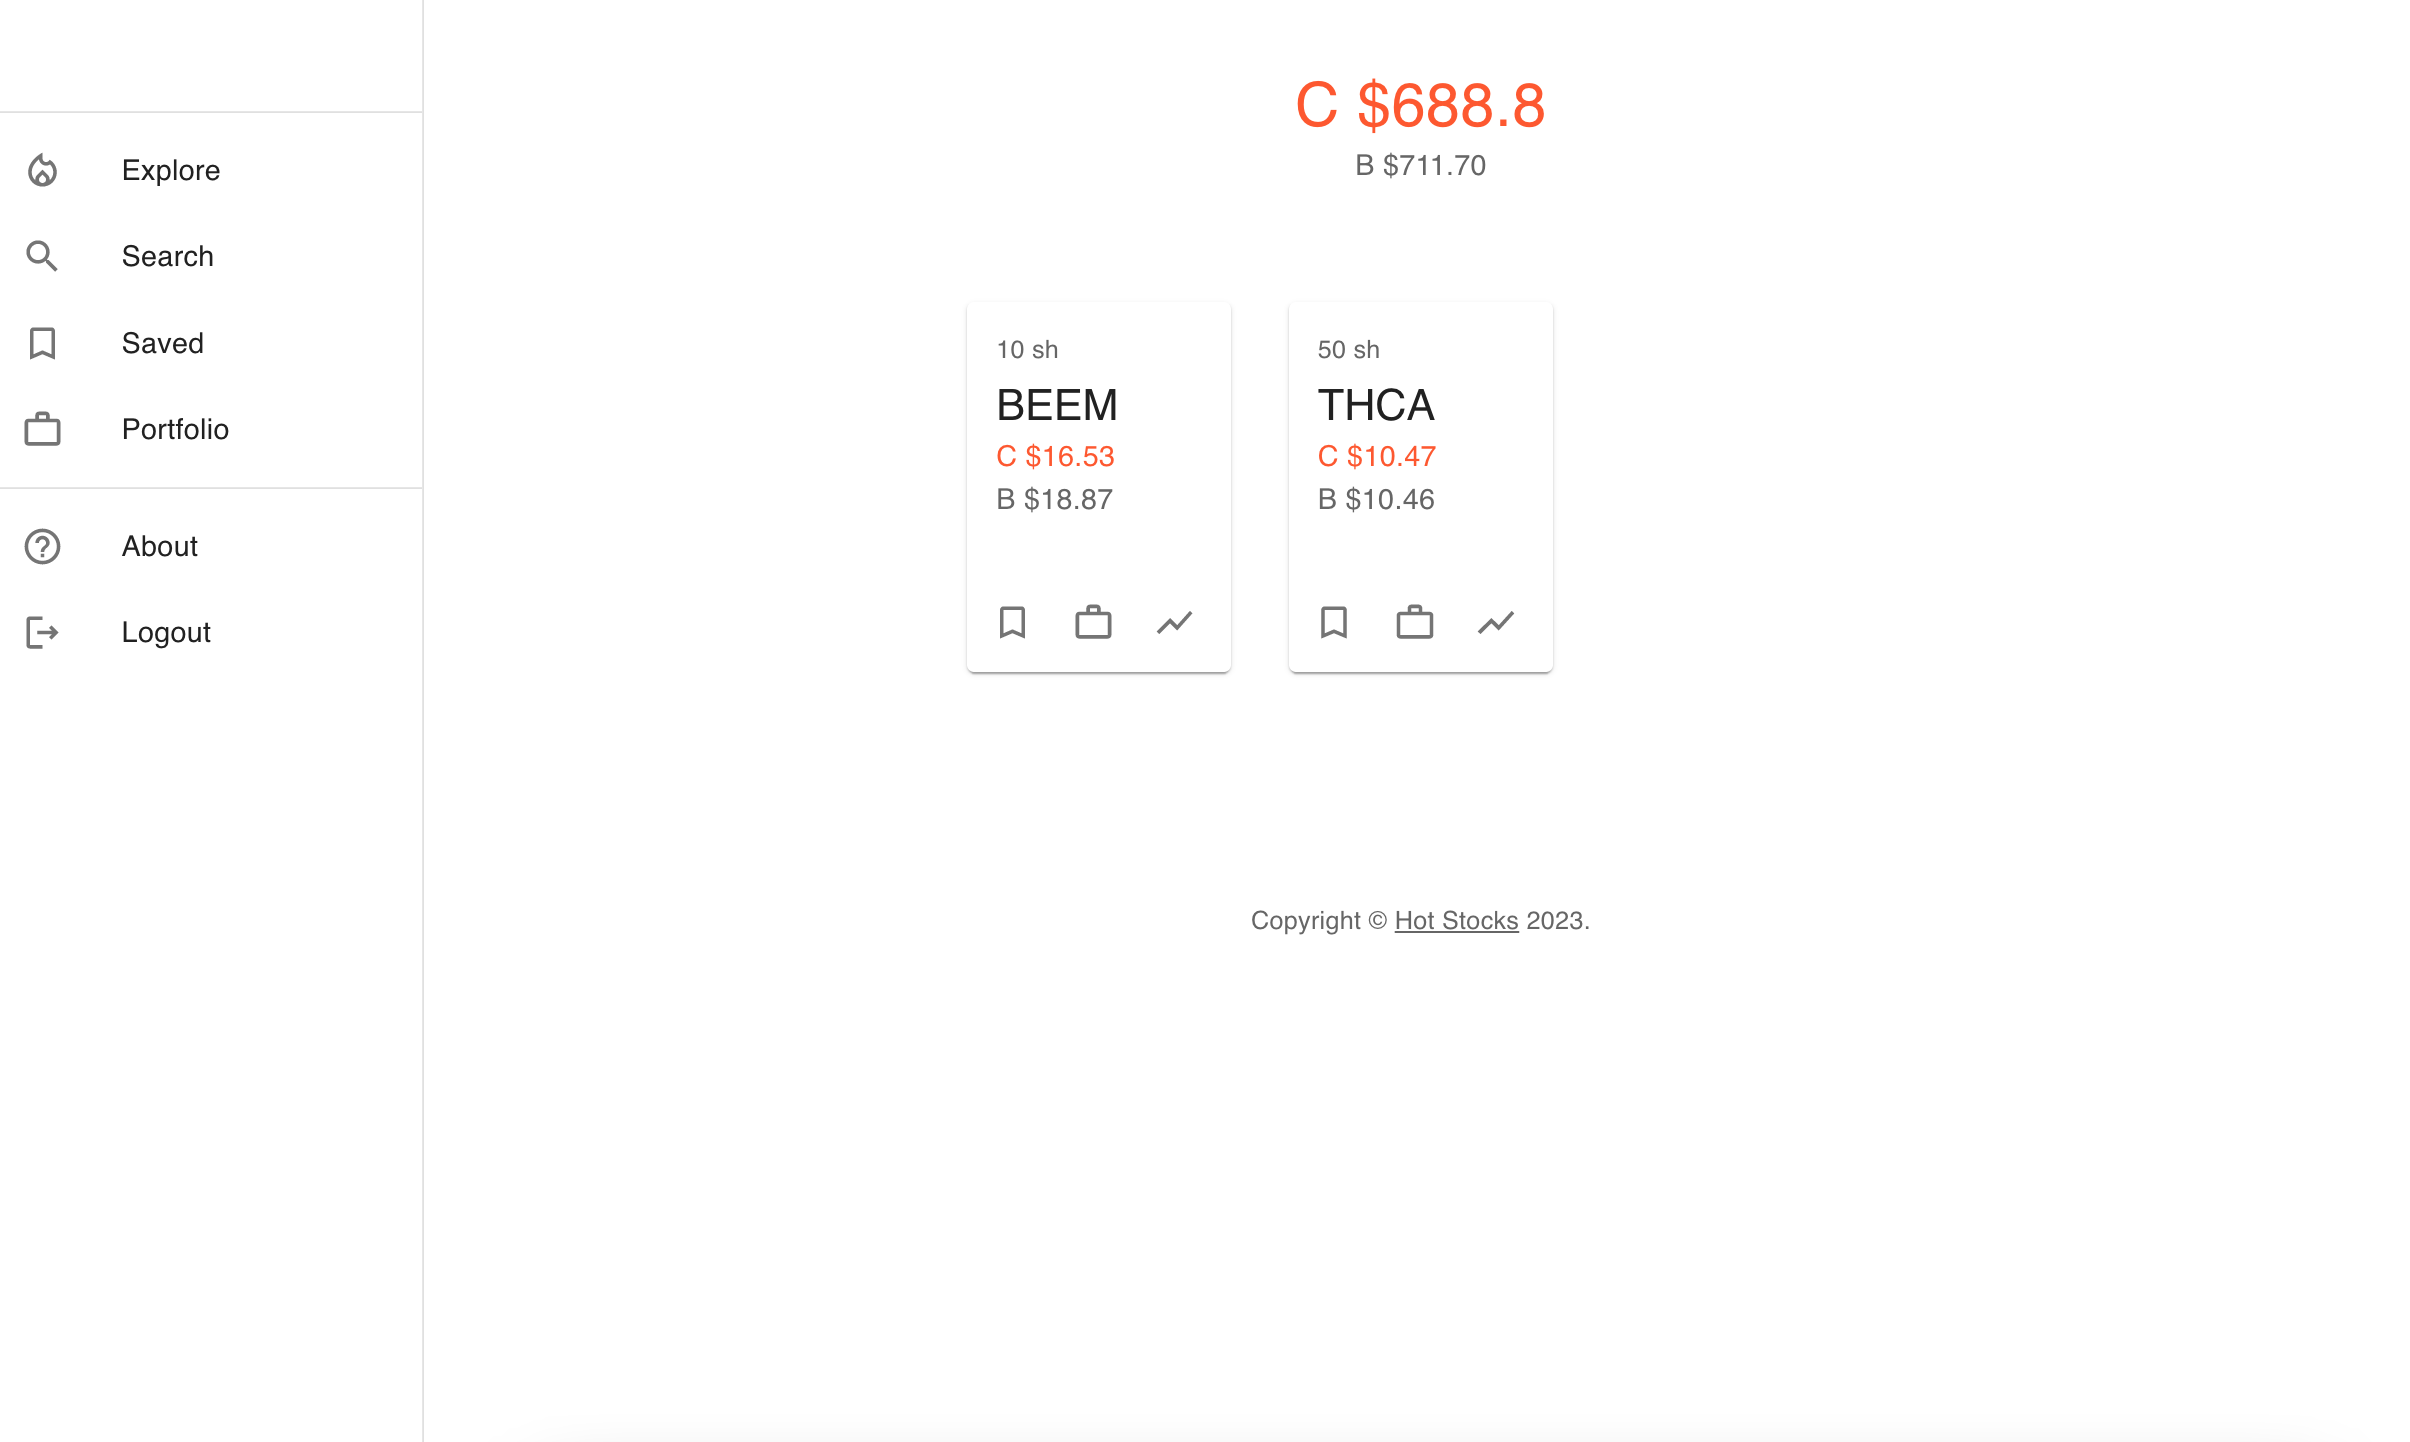 Explore
Search
Saved
Portfolio
About
Logout
C $688.8
B $711.70
10 sh
BEEM
C $16.53
B $18.87
50 sh
THCA
C $10.47
B $10.46
Copyright © Hot Stocks 2023.